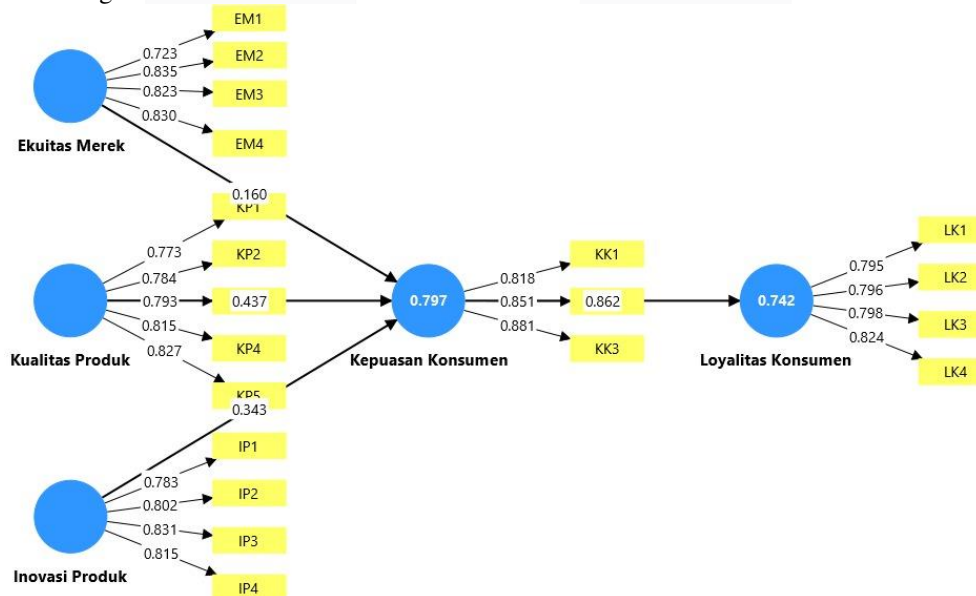 EM1
0.723
EM2
0.835
0.823
EM3
0.830
EM4
Ekuitas Merek
0.160
KP1
0.773
KP2
0.784
0.793
0.437
0.815
KP4
0.827
KP5
Kualitas Produk
0.343
IP1
0.783
IP2
0.802
0.831
IP3
0.815
IP4
Inovasi Produk
0.797
Kepuasan Konsumen
0.818
KK1
0.851
0.862
0.881
KK3
0.742
Loyalitas Konsumen
0.795
LK1
0.796
LK2
0.798
LK3
0.824
LK4